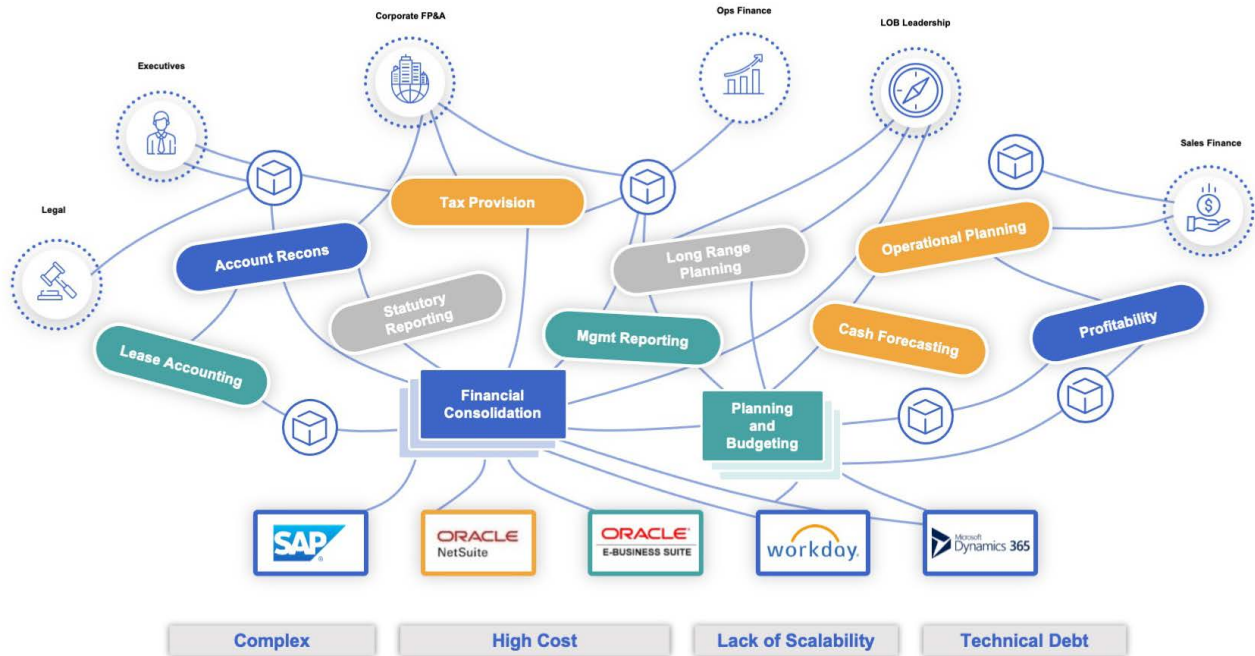 Corporate FP&A
Ops Finance
LOB Leadership
Executives
Sales Finance
Legal
Tax Provision
Account Recons
Long Range
Planning
Operational Planning
Statutory
Reporting
Mgmt Reporting
Cash Forecasting
Profitability
Lease Accounting
Financial
Consolidation
Planning
and
Budgeting
SAP
®
ORACLE
NetSuite
ORACLE®
E-BUSINESS SUITE
workday.
Microsoft
Dynamics 365
Complex
High Cost
Lack of Scalability
Technical Debt